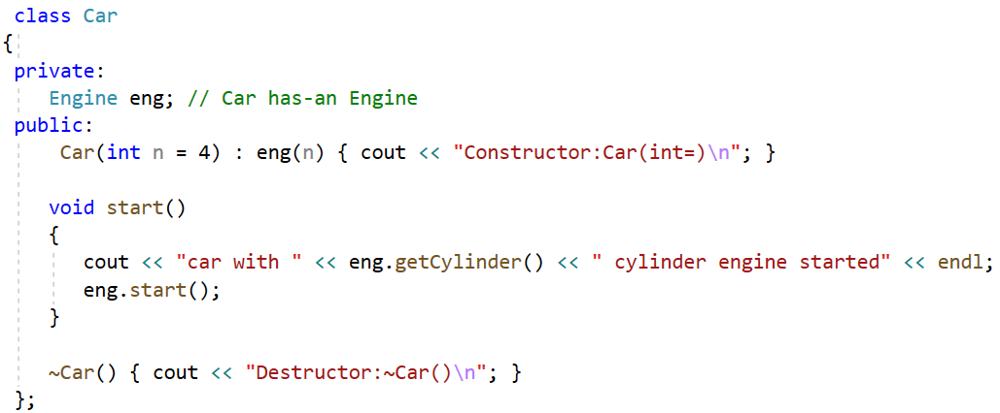 class Car
{
private:
Engine eng; // Car has-an Engine
public:
Car(int n = 4) : eng(n) { cout << "Constructor:Car(int=)\n"; }
void start()
{
cout << "car with " << eng.getCylinder() << " cylinder engine started" << endl;
eng.start();
}
~Car() { cout << "Destructor:~Car()\n"; }
};